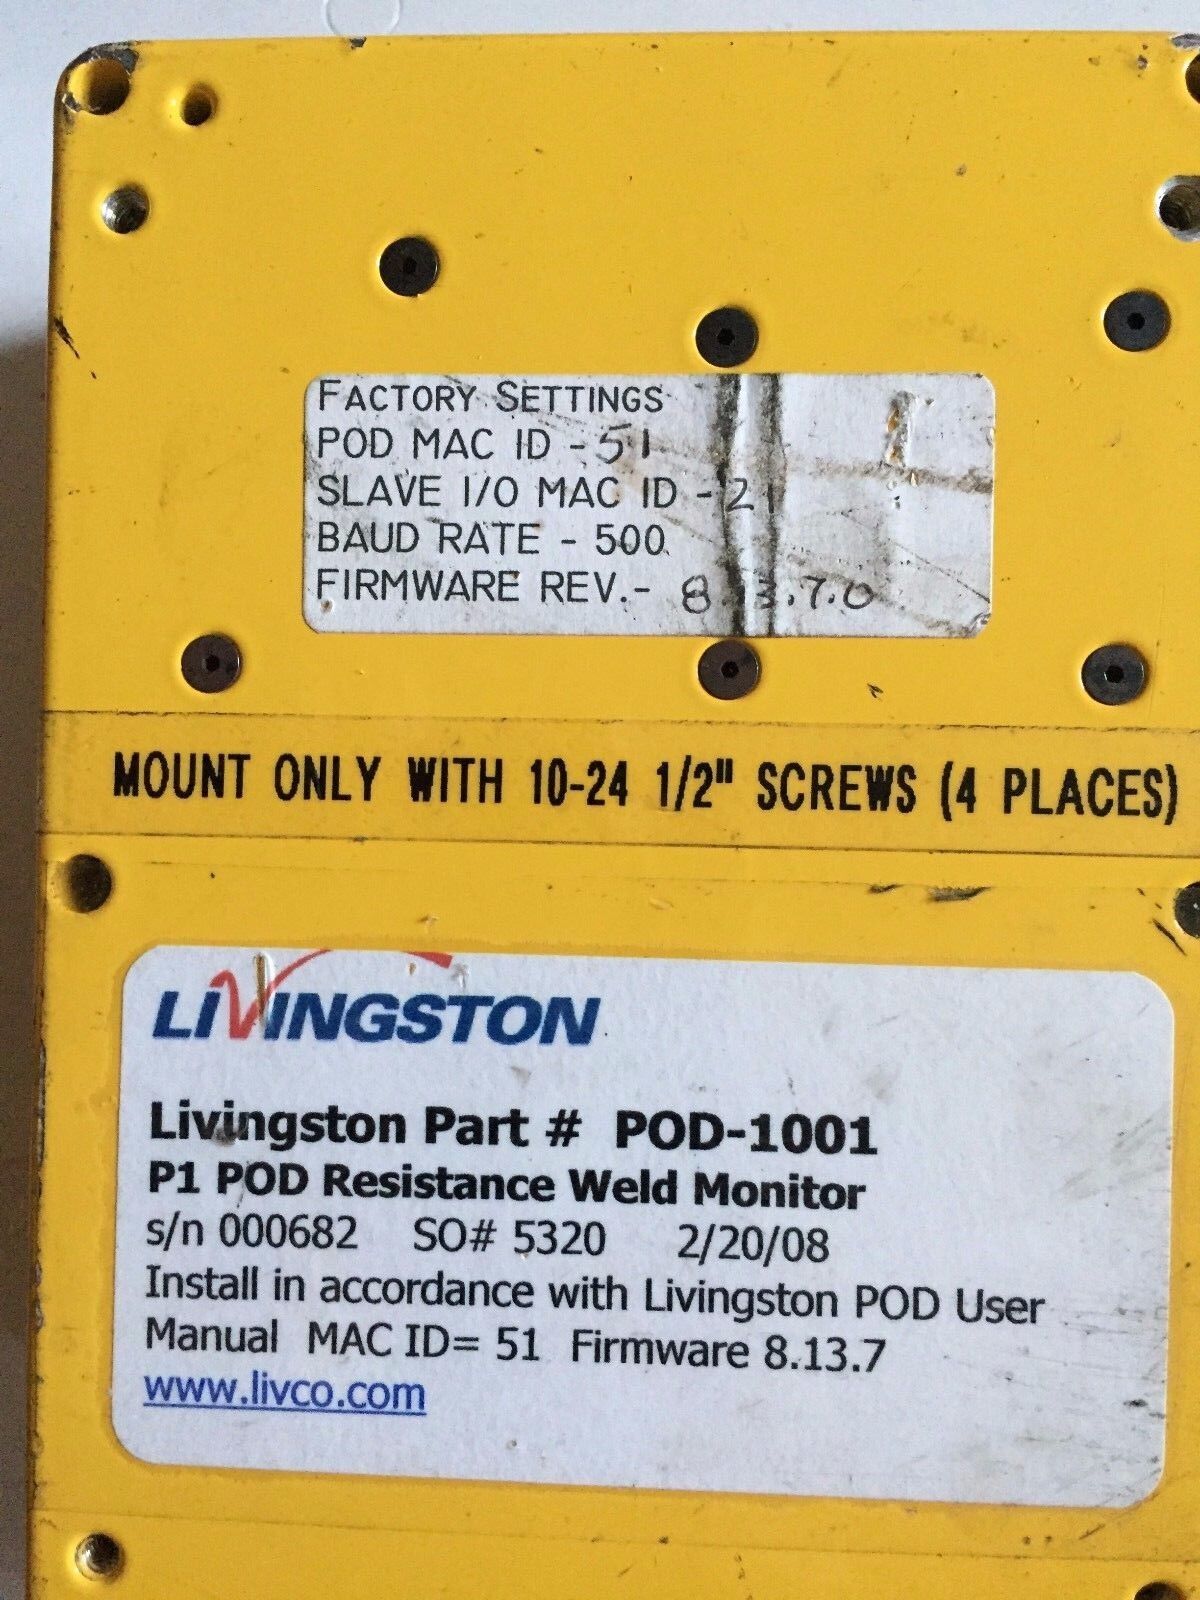 FACTORY SETTINGS
POD MAC ID - 51
SLAVE I/O MAC ID - 21
BAUD RATE - 500
FIRMWARE REV.- 8.13.7.0
MOUNT ONLY WITH 10-24 1/2" SCREWS (4 PLACES)
LIVINGSTON
Livingston Part # POD-1001
P1 POD Resistance Weld Monitor
s/n 000682 SO# 5320 2/20/08
Install in accordance with Livingston POD User
Manual MAC ID= 51 Firmware 8.13.7
www.livco.com